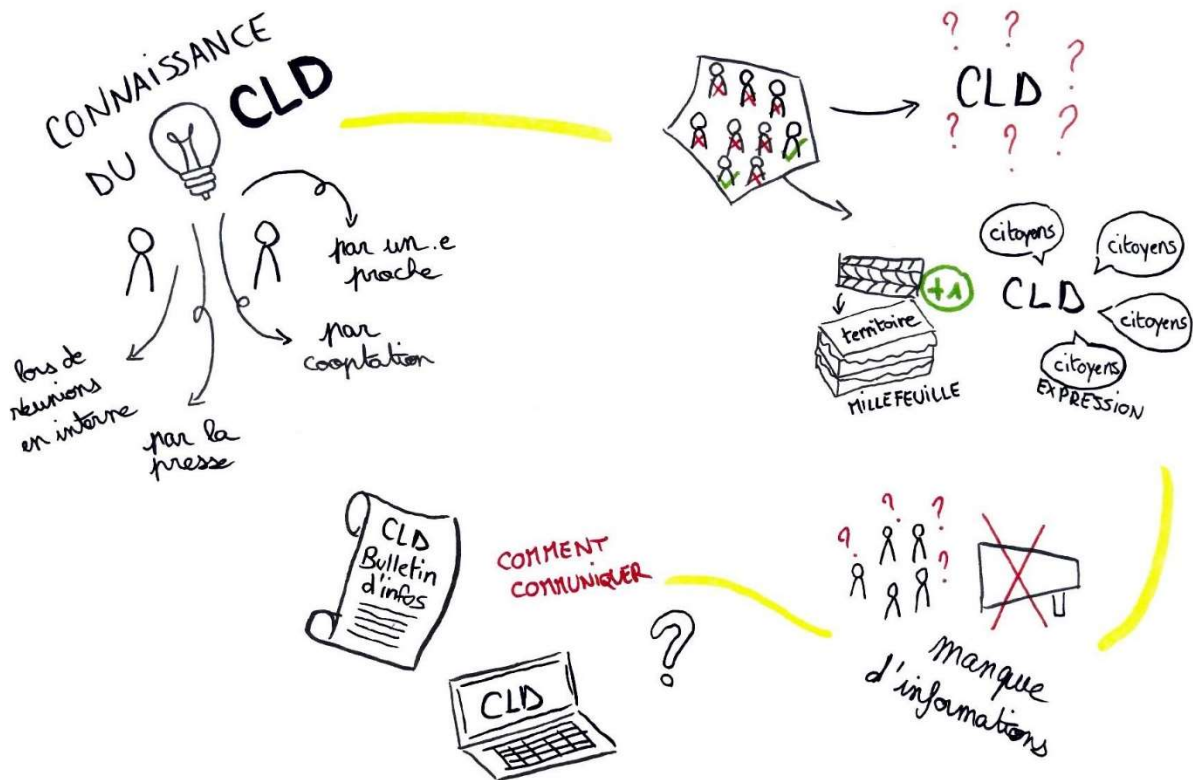 CONNAiSSANCE
DU CLD
lors de
réunions
en interne
par la
presse
par
cooptation
par un.e
proche
? ? ? ? ? ?
CLD
+1
territoire
MiLLEFEUiLLE
citoyens
citoyens
CLD
citoyens
citoyens
EXPRESSiON
? ? ? ?
manque
d'informations
COMMENT
COMMUNiQUER
?
CLD
Bulletin
d'infos
CLD